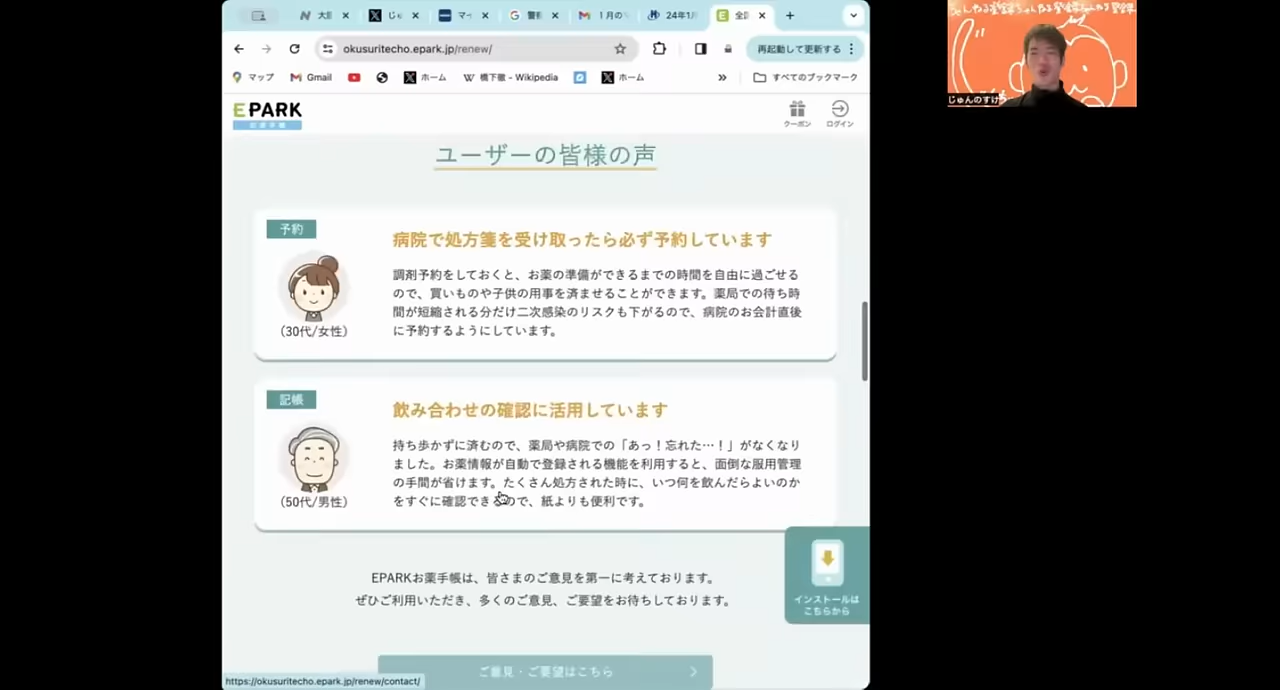 大
じゅ
マイ
警
1月の
24年1月
全国
okusuritecho.epark.jp/renew/
再起動して更新する
マップ
Gmail
ホーム
橋下徹 - Wikipedia
ホーム
»
すべてのブックマーク
EPARK
お薬手帳
クーポン
ログイン
じゅんのすけ
ユーザーの皆様の声
予約
(30代/女性)
病院で処方箋を受け取ったら必ず予約しています
調剤予約をしておくと、お薬の準備ができるまでの時間を自由に過ごせる
ので、買いものや子供の用事を済ませることができます。薬局での待ち時
間が短縮される分だけ二次感染のリスクも下がるので、病院のお会計直後
に予約するようにしています。
記帳
(50代/男性)
飲み合わせの確認に活用しています
持ち歩かずに済むので、薬局や病院での「あっ！忘れた…！」がなくなり
ました。お薬情報が自動で登録される機能を利用すると、面倒な服用管理
の手間が省けます。たくさん処方された時に、いつ何を飲んだらよいのか
をすぐに確認できるので、紙よりも便利です。
EPARKお薬手帳は、皆さまのご意見を第一に考えております。
ぜひご利用いただき、多くのご意見、ご要望をお待ちしております。
インストールは
こちらから
ご意見・ご要望はこちら
https://okusuritecho.epark.jp/renew/contact/